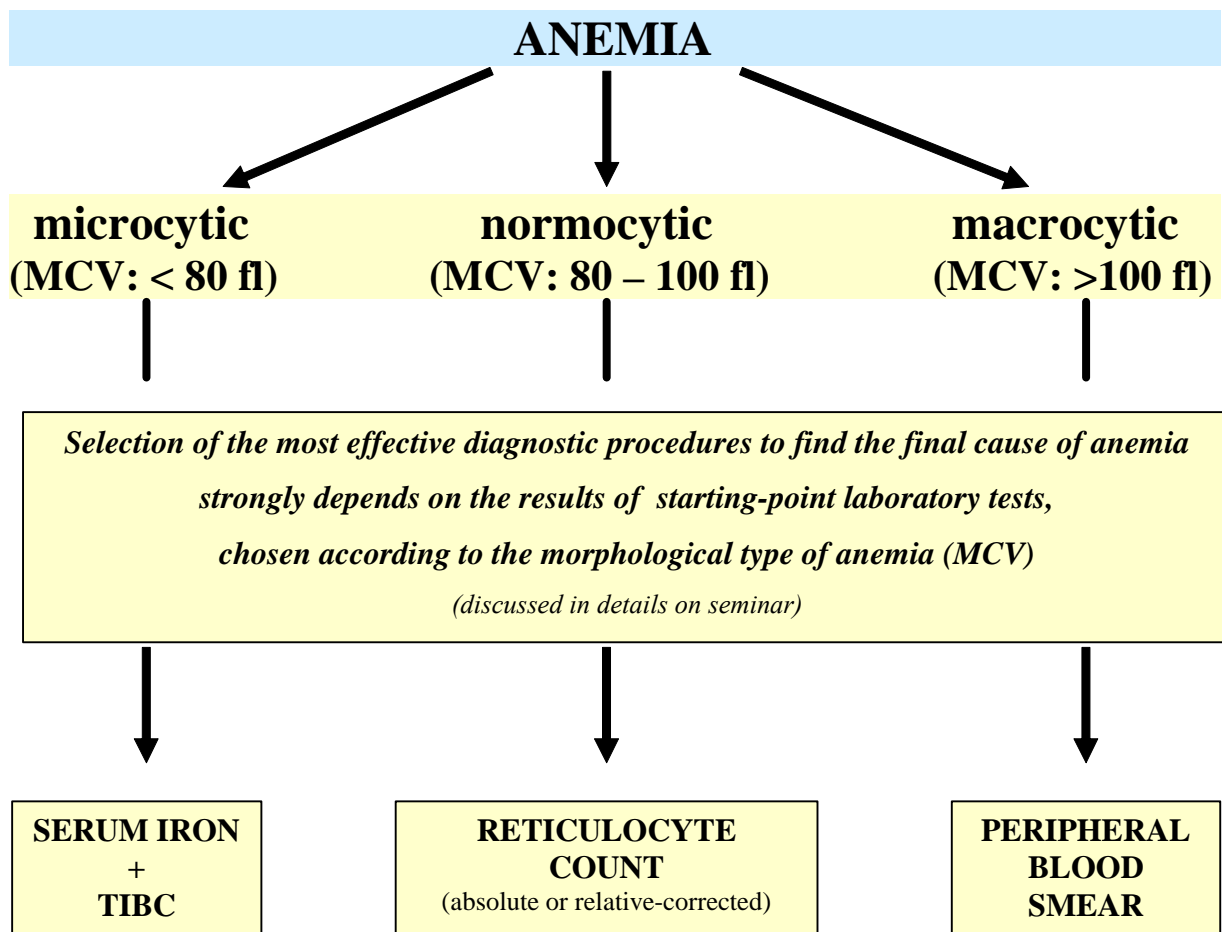 ANEMIA
microcytic
(MCV: < 80 fl)
normocytic
(MCV: 80 – 100 fl)
macrocytic
(MCV: >100 fl)
Selection of the most effective diagnostic procedures to find the final cause of anemia
strongly depends on the results of starting-point laboratory tests,
chosen according to the morphological type of anemia (MCV)
(discussed in details on seminar)
SERUM IRON
+
TIBC
RETICULOCYTE
COUNT
(absolute or relative-corrected)
PERIPHERAL
BLOOD
SMEAR